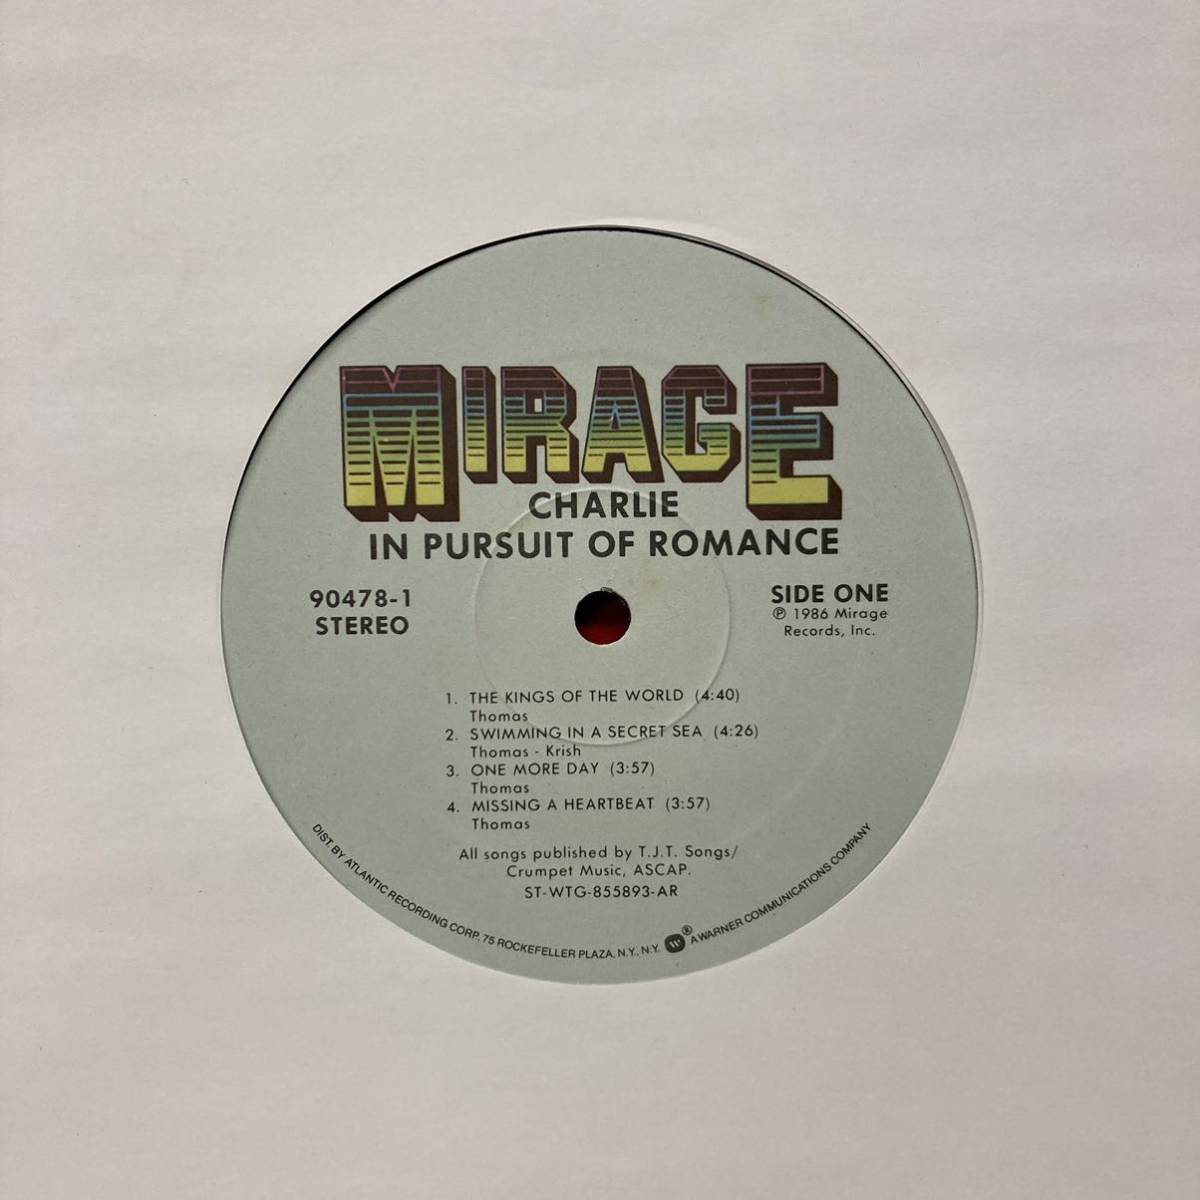 MIRAGE
CHARLIE
IN PURSUIT OF ROMANCE
90478-1
STEREO
SIDE ONE
℗ 1986 Mirage
Records, Inc.
1. THE KINGS OF THE WORLD (4:40)
Thomas
2. SWIMMING IN A SECRET SEA (4:26)
Thomas - Krish
3. ONE MORE DAY (3:57)
Thomas
4. MISSING A HEARTBEAT (3:57)
Thomas
All songs published by T.J.T. Songs/
Crumpet Music, ASCAP.
ST-WTG-855893-AR
DIST. BY ATLANTIC RECORDING CORP. 75 ROCKEFELLER PLAZA, N.Y., N.Y. ® A WARNER COMMUNICATIONS COMPANY